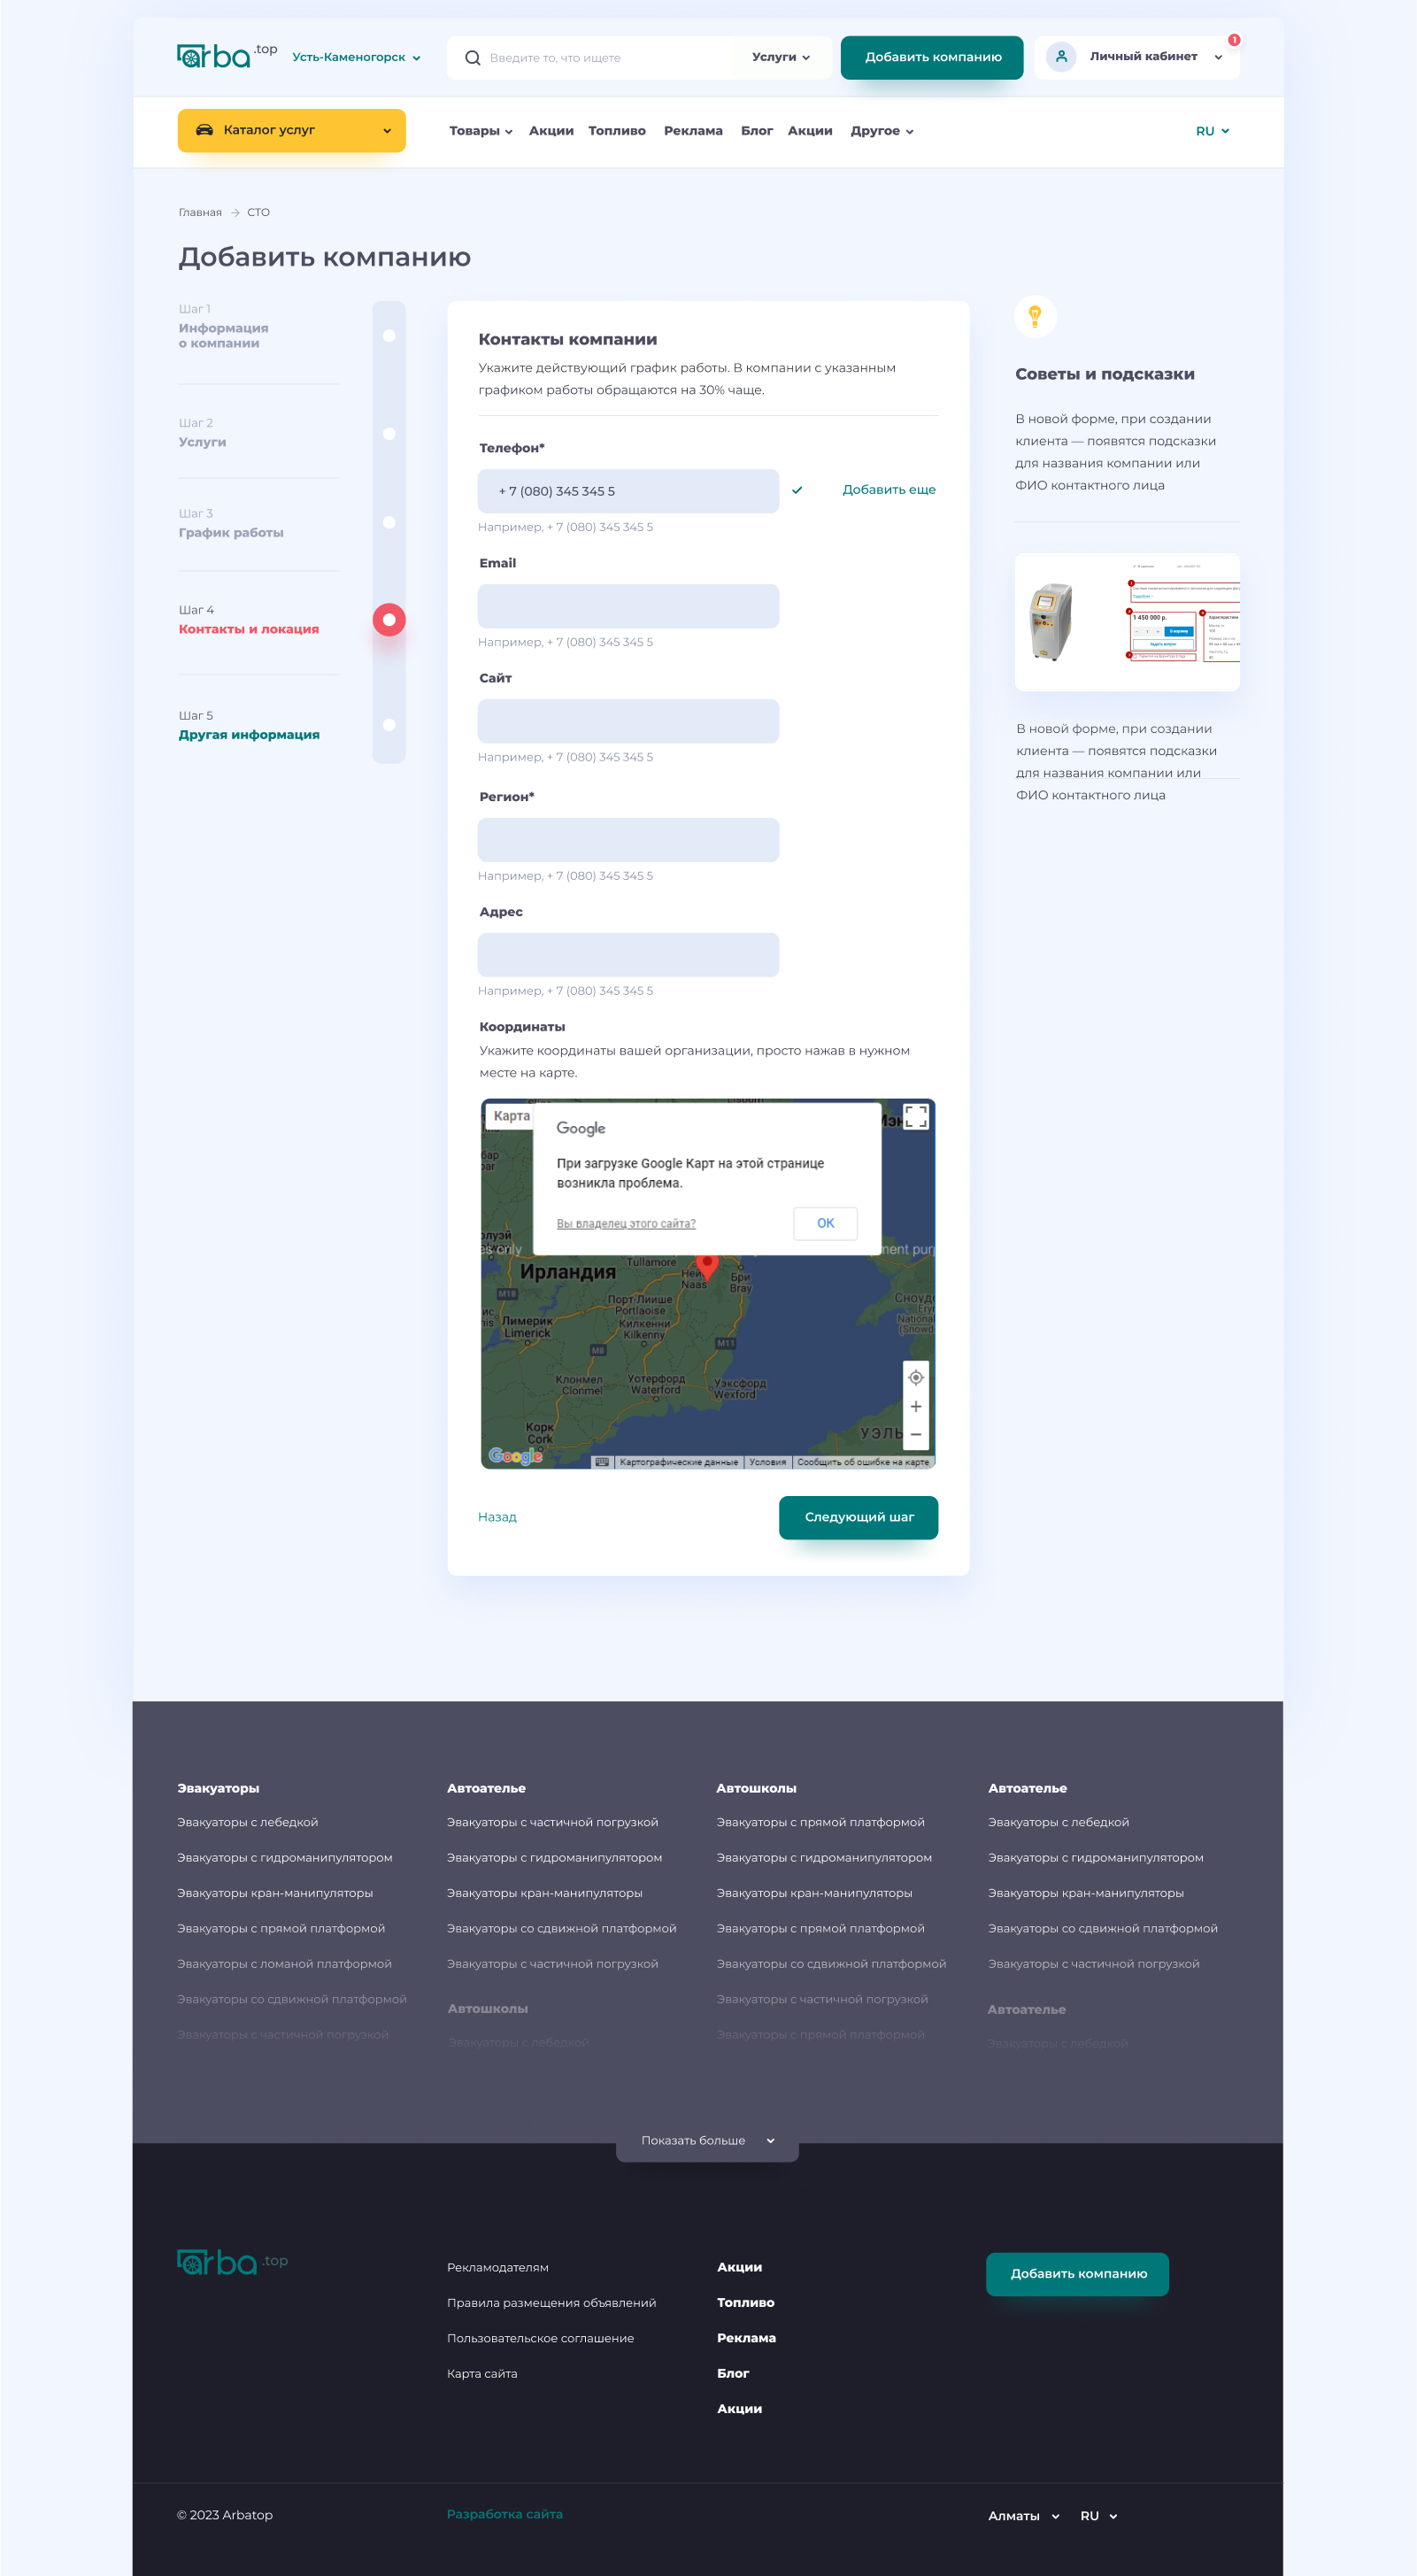 arba .top
Усть-Каменогорск
Введите то, что ищете
Услуги
Добавить компанию
Личный кабинет
1
Каталог услуг
Товары
Акции
Топливо
Реклама
Блог
Акции
Другое
RU
Главная
СТО
Добавить компанию
Шаг 1
Информация
о компании
Шаг 2
Услуги
Шаг 3
График работы
Шаг 4
Контакты и локация
Шаг 5
Другая информация
Контакты компании
Укажите действующий график работы. В компании с указанным
графиком работы обращаются на 30% чаще.
Телефон*
+ 7 (080) 345 345 5
Добавить еще
Например, + 7 (080) 345 345 5
Email
Например, + 7 (080) 345 345 5
Сайт
Например, + 7 (080) 345 345 5
Регион*
Например, + 7 (080) 345 345 5
Адрес
Например, + 7 (080) 345 345 5
Координаты
Укажите координаты вашей организации, просто нажав в нужном
месте на карте.
Карта
Google
При загрузке Google Карт на этой странице
возникла проблема.
Вы владелец этого сайта?
ОК
Ирландия
Naas
Бри
Bray
Порт-Лиише
Portlaoise
Лимерик
Limerick
Килкенни
Kilkenny
M18
M8
M11
Клонмел
Clonmel
Уотерфорд
Waterford
Уэксфорд
Wexford
Корк
Cork
Google
Картографические данные
Условия
Сообщить об ошибке на карте
Назад
Следующий шаг
Советы и подсказки
В новой форме, при создании
клиента — появятся подсказки
для названия компании или
ФИО контактного лица
1 450 000 р.
В корзину
Задать вопрос
Характеристики
В новой форме, при создании
клиента — появятся подсказки
для названия компании или
ФИО контактного лица
Эвакуаторы
Эвакуаторы с лебедкой
Эвакуаторы с гидроманипулятором
Эвакуаторы кран-манипуляторы
Эвакуаторы с прямой платформой
Эвакуаторы с ломаной платформой
Эвакуаторы со сдвижной платформой
Эвакуаторы с частичной погрузкой
Автоателье
Эвакуаторы с частичной погрузкой
Эвакуаторы с гидроманипулятором
Эвакуаторы кран-манипуляторы
Эвакуаторы со сдвижной платформой
Эвакуаторы с частичной погрузкой
Автошколы
Эвакуаторы с лебедкой
Автошколы
Эвакуаторы с прямой платформой
Эвакуаторы с гидроманипулятором
Эвакуаторы кран-манипуляторы
Эвакуаторы с прямой платформой
Эвакуаторы со сдвижной платформой
Эвакуаторы с частичной погрузкой
Эвакуаторы с прямой платформой
Автоателье
Эвакуаторы с лебедкой
Эвакуаторы с гидроманипулятором
Эвакуаторы кран-манипуляторы
Эвакуаторы со сдвижной платформой
Эвакуаторы с частичной погрузкой
Автоателье
Эвакуаторы с лебедкой
Показать больше
arba .top
Рекламодателям
Правила размещения объявлений
Пользовательское соглашение
Карта сайта
Акции
Топливо
Реклама
Блог
Акции
Добавить компанию
© 2023 Arbatop
Разработка сайта
Алматы
RU